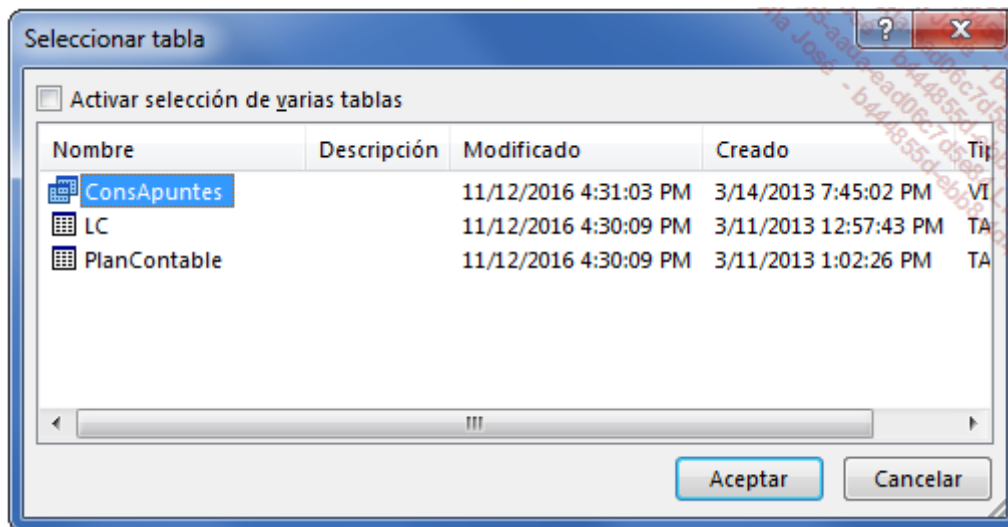 Seleccionar tabla
Activar selección de varias tablas
Nombre Descripción Modificado Creado
ConsApuntes 11/12/2016 4:31:03 PM 3/14/2013 7:45:02 PM VI
LC 11/12/2016 4:30:09 PM 3/11/2013 12:57:43 PM TA
PlanContable 11/12/2016 4:30:09 PM 3/11/2013 1:02:26 PM TA
Aceptar Cancelar